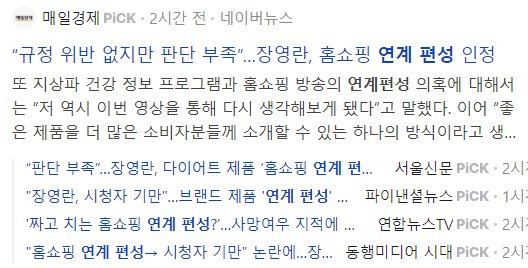 매일경제 PiCK · 2시간 전 · 네이버뉴스
“규정 위반 없지만 판단 부족”…장영란, 홈쇼핑 연계 편성 인정
또 지상파 건강 정보 프로그램과 홈쇼핑 방송의 연계편성 의혹에 대해서
는 “저 역시 이번 영상을 통해 다시 생각해보게 됐다”고 말했다. 이어 “좋
은 제품을 더 많은 소비자분들께 소개할 수 있는 하나의 방식이라고 생...
“판단 부족”…장영란, 다이어트 제품 ‘홈쇼핑 연계 편... 서울신문 PiCK · 2시
"장영란, 시청자 기만"…브랜드 제품 '연계 편성' ... 파이낸셜뉴스 PiCK · 1시
'짜고 치는 홈쇼핑 연계 편성?'…사망여우 지적에 ... 연합뉴스TV PiCK · 2시
"홈쇼핑 연계 편성→ 시청자 기만" 논란에…장... 동행미디어 시대 PiCK · 2시